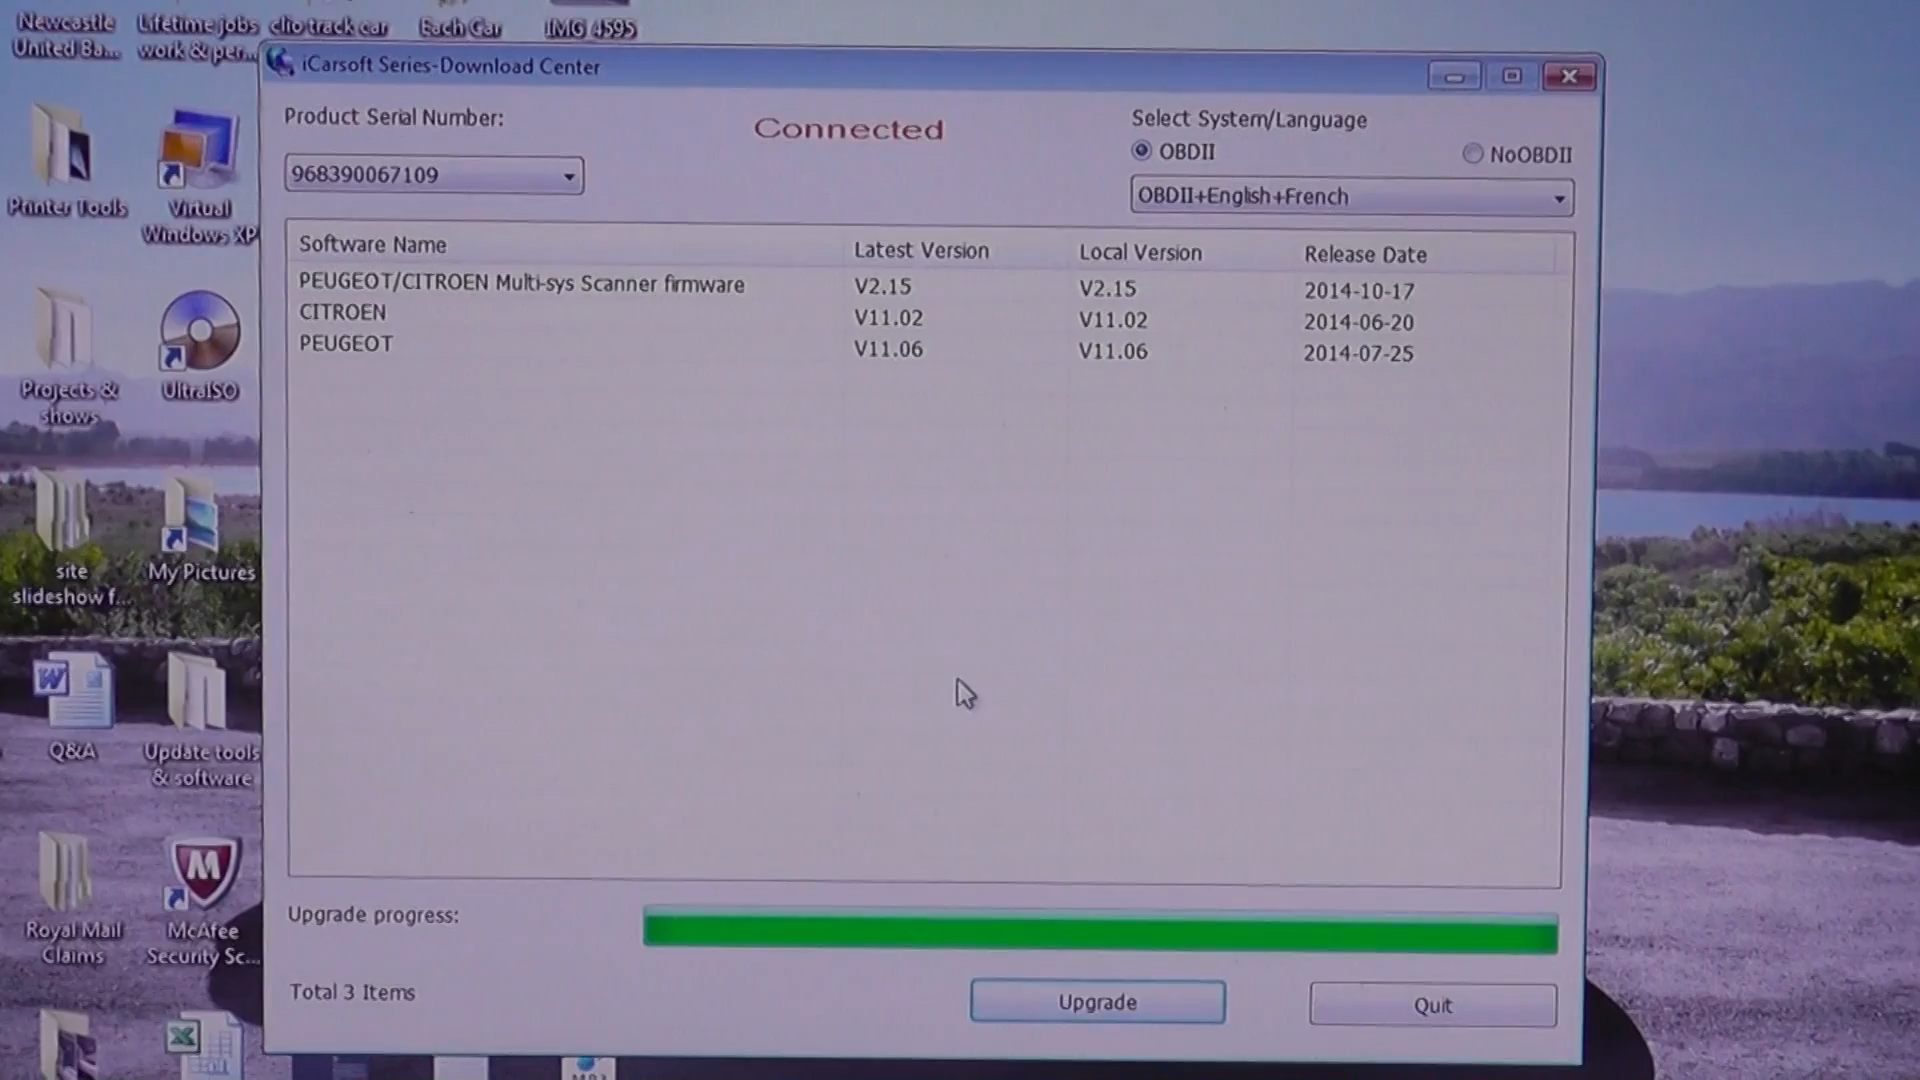 Newcastle
United Ba...
Lifetime jobs
work & per...
clio track car
Each Car
IMG 4595
iCarsoft Series-Download Center
Product Serial Number:
968390067109
Connected
Select System/Language
OBDII
NoOBDII
OBDII+English+French
Software Name Latest Version Local Version Release Date
PEUGEOT/CITROEN Multi-sys Scanner firmware V2.15 V2.15 2014-10-17
CITROEN V11.02 V11.02 2014-06-20
PEUGEOT V11.06 V11.06 2014-07-25
Upgrade progress:
Total 3 Items
Upgrade
Quit
Printer Tools
Virtual
Windows XP
Projects &
shows
UltraISO
site
slideshow f...
My Pictures
W
Q&A
Update tools
& software
Royal Mail
Claims
M
McAfee
Security Sc...
X